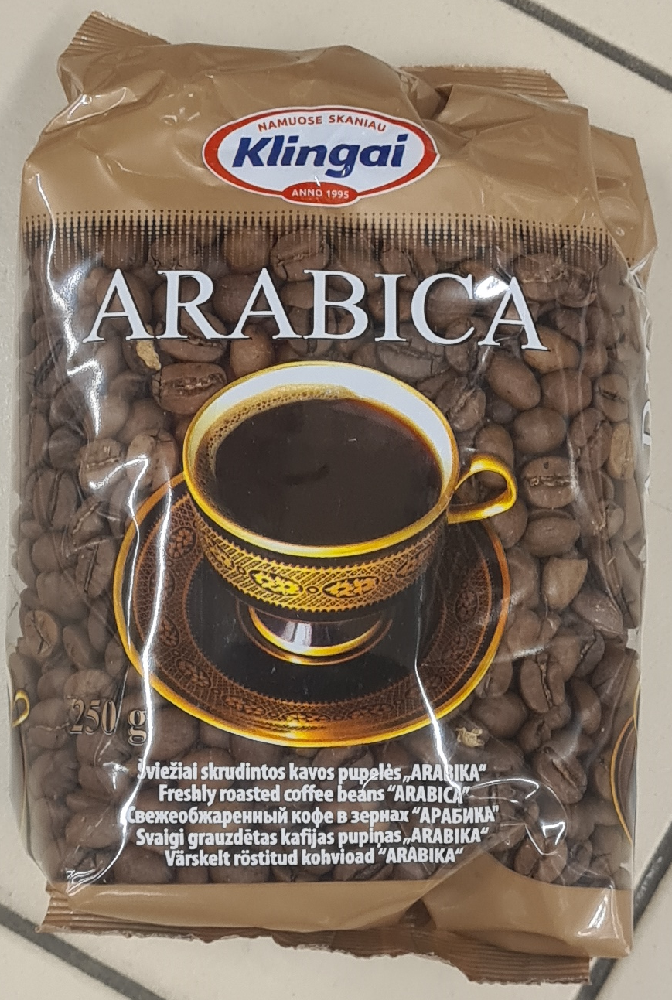 NAMUOSE SKANIAU
Klingai
ANNO 1995
ARABICA
250 g
Šviežiai skrudintos kavos pupelės „ARABIKA“
Freshly roasted coffee beans “ARABICA”
Свежеобжаренный кофе в зернах “АРАБИКА”
Svaigi grauzdētas kafijas pupiņas „ARABIKA“
Värskelt röstitud kohvioad “ARABIKA“